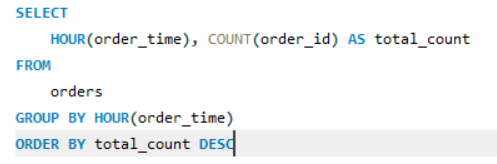 SELECT
HOUR(order_time), COUNT(order_id) AS total_count
FROM
orders
GROUP BY HOUR(order_time)
ORDER BY total_count DESC